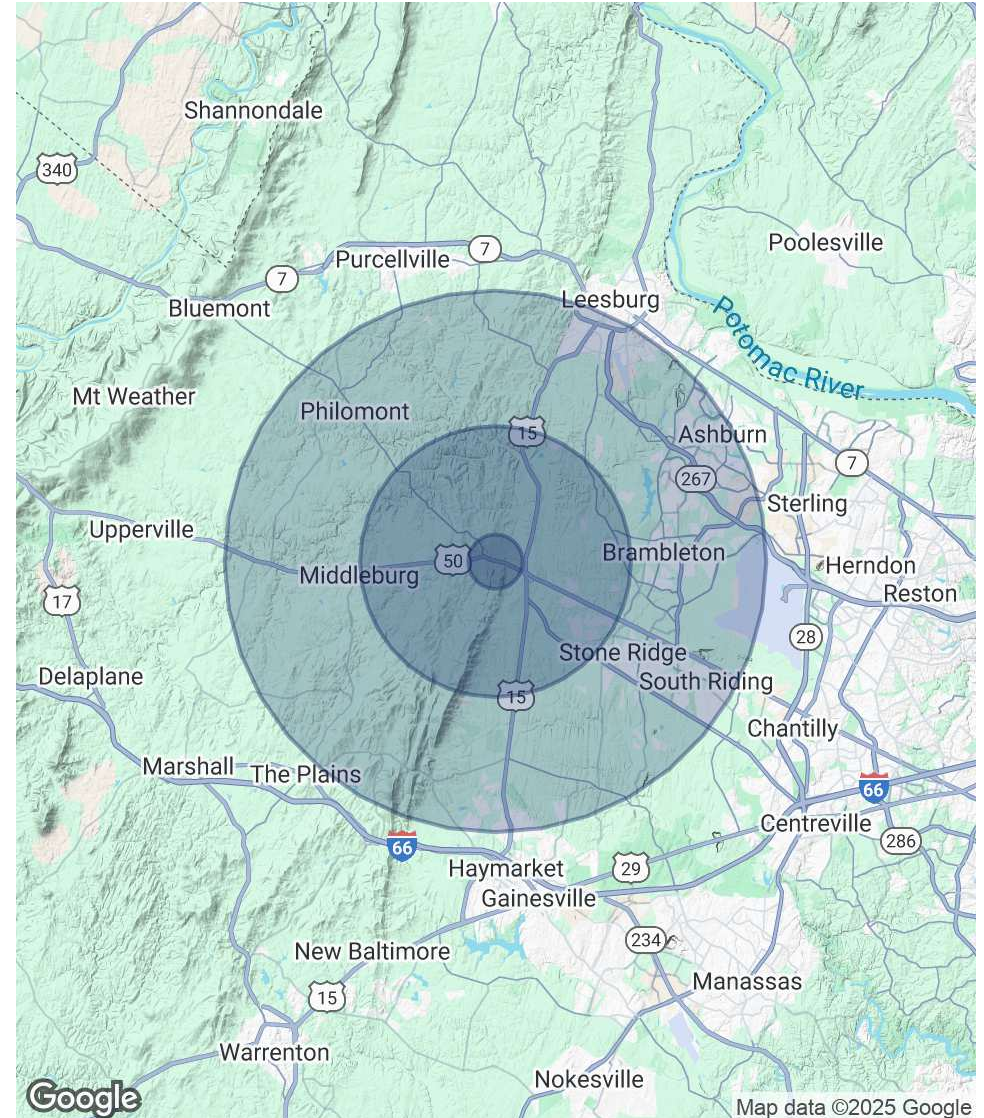 Shannondale
340
Poolesville
7
Purcellville
7
Leesburg
Bluemont
Potomac River
Mt Weather
Philomont
15
Ashburn
7
267
Sterling
Upperville
Brambleton
50
Herndon
Middleburg
Reston
17
28
Stone Ridge
Delaplane
South Riding
15
Chantilly
Marshall
The Plains
66
Centreville
286
66
Haymarket
29
Gainesville
234
New Baltimore
Manassas
15
Warrenton
Nokesville
Google
Map data ©2025 Google